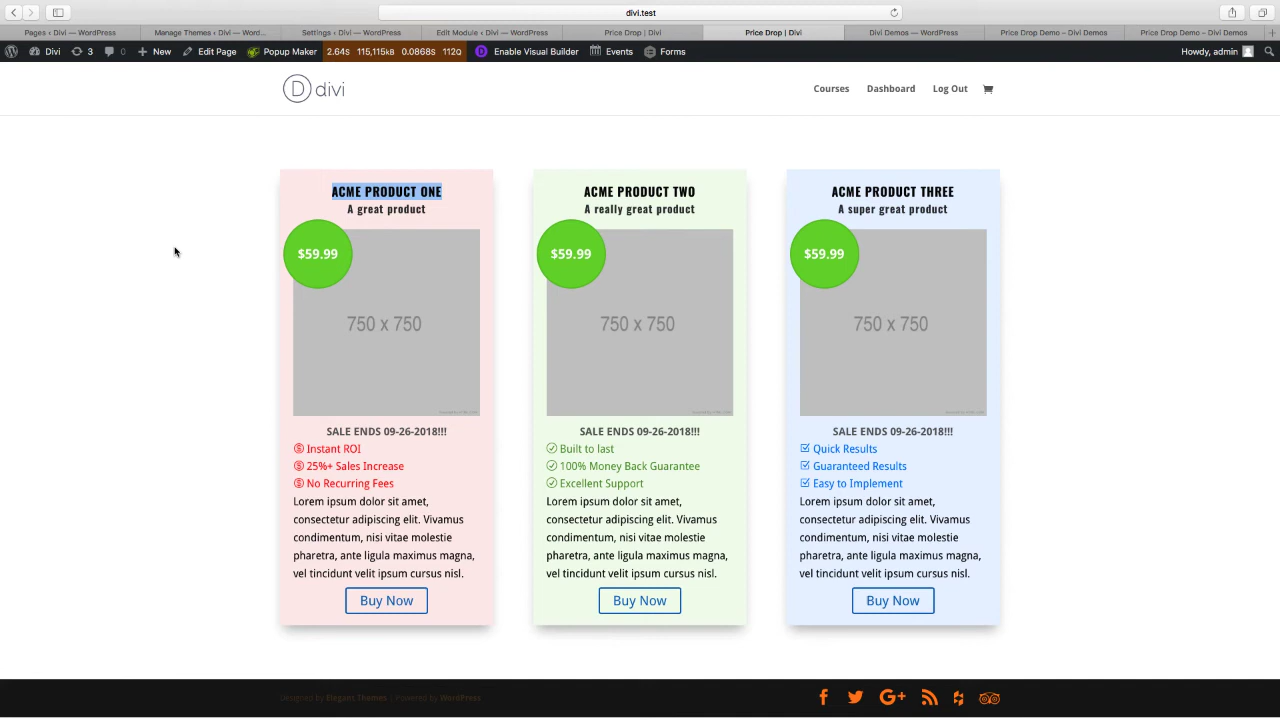 divi.test
Pages ‹ Divi — WordPress
Manage Themes ‹ Divi — Word...
Settings ‹ Divi — WordPress
Edit Module ‹ Divi — WordPress
Price Drop | Divi
Price Drop | Divi
Divi Demos — WordPress
Price Drop Demo – Divi Demos
Price Drop Demo – Divi Demos
Divi 3 0 New Edit Page Popup Maker 2.64S 115,115kB 0.0868S 112Q Enable Visual Builder Events Forms Howdy, admin
D divi Courses Dashboard Log Out
ACME PRODUCT ONE
A great product
$59.99
750 x 750
SALE ENDS 09-26-2018!!!
Instant ROI
25%+ Sales Increase
No Recurring Fees
Lorem ipsum dolor sit amet,
consectetur adipiscing elit. Vivamus
condimentum, nisi vitae molestie
pharetra, ante ligula maximus magna,
vel tincidunt velit ipsum cursus nisl.
Buy Now
ACME PRODUCT TWO
A really great product
$59.99
750 x 750
SALE ENDS 09-26-2018!!!
Built to last
100% Money Back Guarantee
Excellent Support
Lorem ipsum dolor sit amet,
consectetur adipiscing elit. Vivamus
condimentum, nisi vitae molestie
pharetra, ante ligula maximus magna,
vel tincidunt velit ipsum cursus nisl.
Buy Now
ACME PRODUCT THREE
A super great product
$59.99
750 x 750
SALE ENDS 09-26-2018!!!
Quick Results
Guaranteed Results
Easy to Implement
Lorem ipsum dolor sit amet,
consectetur adipiscing elit. Vivamus
condimentum, nisi vitae molestie
pharetra, ante ligula maximus magna,
vel tincidunt velit ipsum cursus nisl.
Buy Now
Designed by Elegant Themes | Powered by WordPress